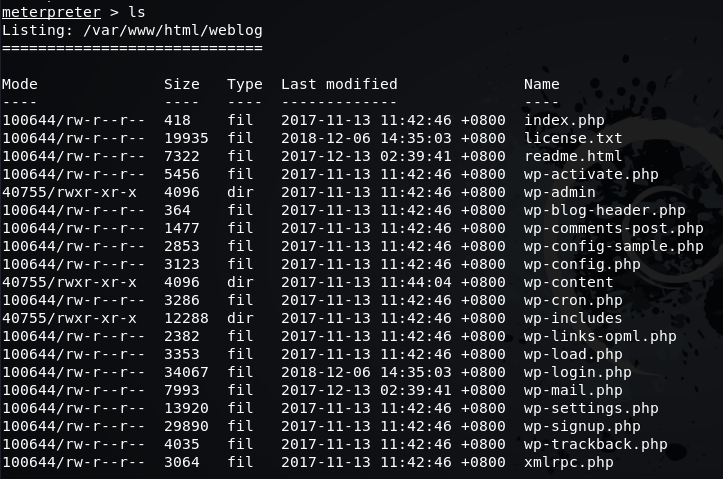 meterpreter > ls
Listing: /var/www/html/weblog
=============================

Mode              Size   Type  Last modified              Name
----              ----   ----  -------------              ----
100644/rw-r--r--  418    fil   2017-11-13 11:42:46 +0800  index.php
100644/rw-r--r--  19935  fil   2018-12-06 14:35:03 +0800  license.txt
100644/rw-r--r--  7322   fil   2017-12-13 02:39:41 +0800  readme.html
100644/rw-r--r--  5456   fil   2017-11-13 11:42:46 +0800  wp-activate.php
40755/rwxr-xr-x   4096   dir   2017-11-13 11:42:46 +0800  wp-admin
100644/rw-r--r--  364    fil   2017-11-13 11:42:46 +0800  wp-blog-header.php
100644/rw-r--r--  1477   fil   2017-11-13 11:42:46 +0800  wp-comments-post.php
100644/rw-r--r--  2853   fil   2017-11-13 11:42:46 +0800  wp-config-sample.php
100644/rw-r--r--  3123   fil   2017-11-13 11:42:46 +0800  wp-config.php
40755/rwxr-xr-x   4096   dir   2017-11-13 11:44:04 +0800  wp-content
100644/rw-r--r--  3286   fil   2017-11-13 11:42:46 +0800  wp-cron.php
40755/rwxr-xr-x   12288  dir   2017-11-13 11:42:46 +0800  wp-includes
100644/rw-r--r--  2382   fil   2017-11-13 11:42:46 +0800  wp-links-opml.php
100644/rw-r--r--  3353   fil   2017-11-13 11:42:46 +0800  wp-load.php
100644/rw-r--r--  34067  fil   2018-12-06 14:35:03 +0800  wp-login.php
100644/rw-r--r--  7993   fil   2017-12-13 02:39:41 +0800  wp-mail.php
100644/rw-r--r--  13920  fil   2017-11-13 11:42:46 +0800  wp-settings.php
100644/rw-r--r--  29890  fil   2017-11-13 11:42:46 +0800  wp-signup.php
100644/rw-r--r--  4035   fil   2017-11-13 11:42:46 +0800  wp-trackback.php
100644/rw-r--r--  3064   fil   2017-11-13 11:42:46 +0800  xmlrpc.php